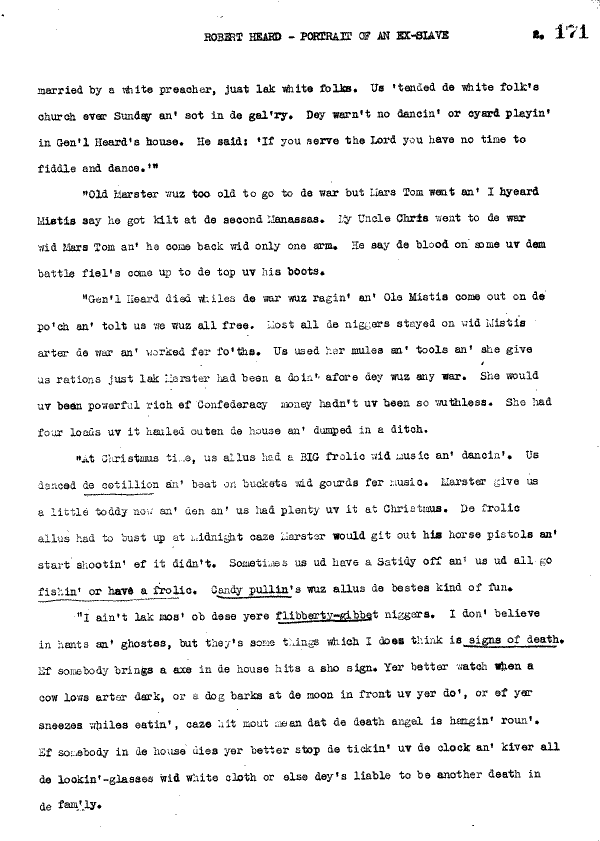 ROBERT HEARD - PORTRAIT OF AN EX-SLAVE 2. 171
married by a white preacher, just lak white folks. Us 'tended de white folk's
church ever Sunday an' sot in de gal'ry. Dey warn't no dancin' or cyard playin'
in Gen'l Heard's house. He said: 'If you serve the Lord you have no time to
fiddle and dance.'"
"Old Marster wuz too old to go to de war but Mars Tom went an' I hyeard
Mistis say he got kilt at de second Manassas. My Uncle Chris went to de war
wid Mars Tom an' he come back wid only one arm. He say de blood on some uv dem
battle fiel's come up to de top uv his boots.
"Gen'l Heard died whiles de war wuz ragin' an' Ole Mistis come out on de
po'ch an' tolt us we wuz all free. Most all de niggers stayed on wid Mistis
arter de war an' worked fer fo'ths. Us used her mules an' tools an' she give
us rations just lak Marster had been a doin' afore dey wuz any war. She would
uv been powerful rich ef Confederacy money hadn't uv been so wuthless. She had
four loads uv it hauled outen de house an' dumped in a ditch.
"At Christmus time, us allus had a BIG frolic wid music an' dancin'. Us
danced de cotillion an' beat on buckets wid gourds fer music. Marster give us
a little toddy now an' den an' us had plenty uv it at Christmus. De frolic
allus had to bust up at midnight caze Marster would git out his horse pistols an'
start shootin' ef it didn't. Sometimes us ud have a Satidy off an' us ud all go
fishin' or have a frolic. Candy pullin's wuz allus de bestes kind of fun.
"I ain't lak mos' ob dese yere flibberty-gibbet niggers. I don' believe
in hants an' ghostes, but they's some things which I does think is signs of death.
Ef somebody brings a axe in de house hits a sho sign. Yer better watch when a
cow lows arter dark, or a dog barks at de moon in front uv yer do', or ef yer
sneezes whiles eatin', caze hit mout mean dat de death angel is hangin' roun'.
Ef somebody in de house dies yer better stop de tickin' uv de clock an' kiver all
de lookin'-glasses wid white cloth or else dey's liable to be another death in
de fam'ly.